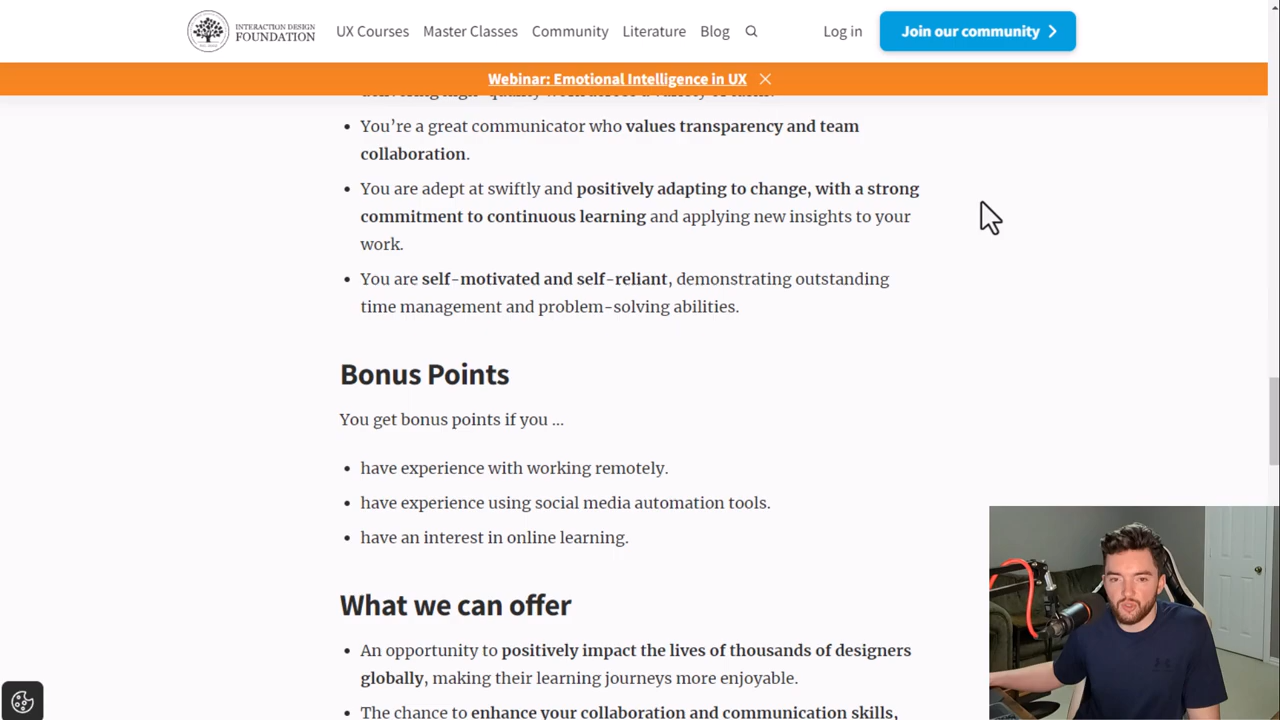 INTERACTION DESIGN
FOUNDATION
UX Courses
Master Classes
Community
Literature
Blog
Log in
Join our community
Webinar: Emotional Intelligence in UX
You’re a great communicator who values transparency and team
collaboration.
You are adept at swiftly and positively adapting to change, with a strong
commitment to continuous learning and applying new insights to your
work.
You are self-motivated and self-reliant, demonstrating outstanding
time management and problem-solving abilities.
Bonus Points
You get bonus points if you ...
have experience with working remotely.
have experience using social media automation tools.
have an interest in online learning.
What we can offer
An opportunity to positively impact the lives of thousands of designers
globally, making their learning journeys more enjoyable.
The chance to enhance your collaboration and communication skills,